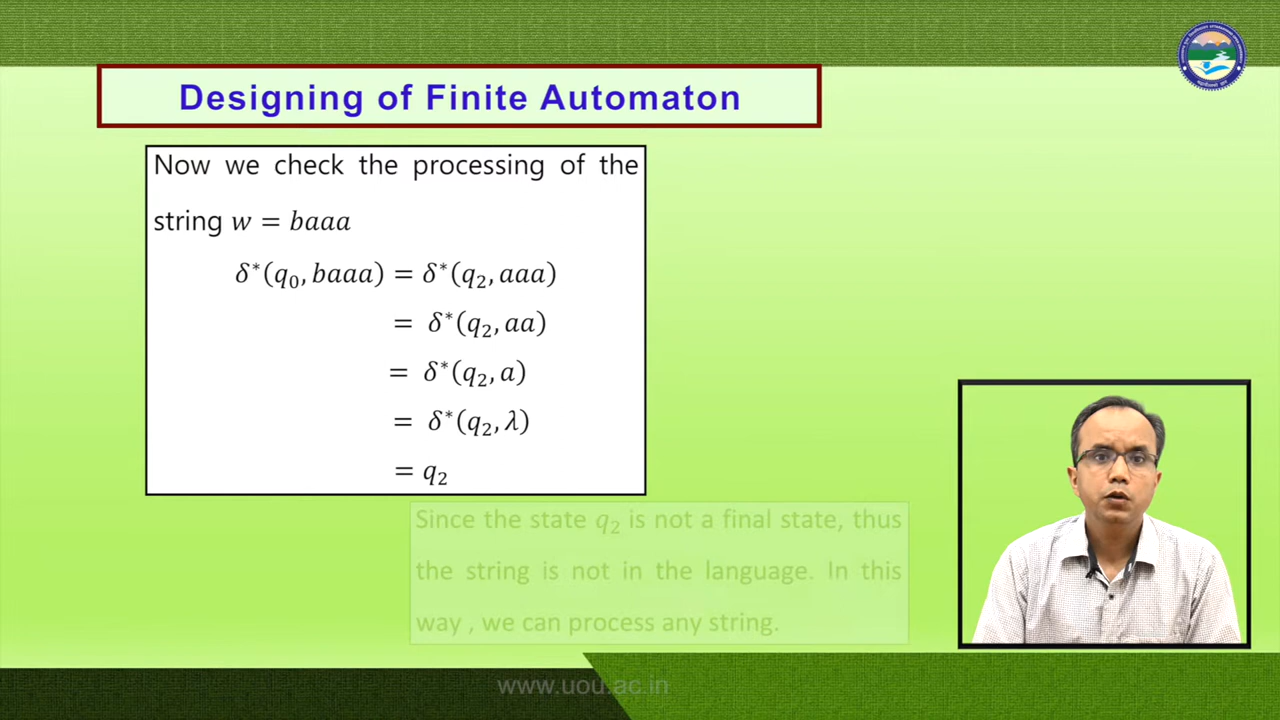 Designing of Finite Automaton
Now we check the processing of the
string w = baaa
δ*(q₀, baaa) = δ*(q₂, aaa)
= δ*(q₂, aa)
= δ*(q₂, a)
= δ*(q₂, λ)
= q₂
Since the state q₂ is not a final state, thus
the string is not in the language. In this
way , we can process any string.
www.uou.ac.in